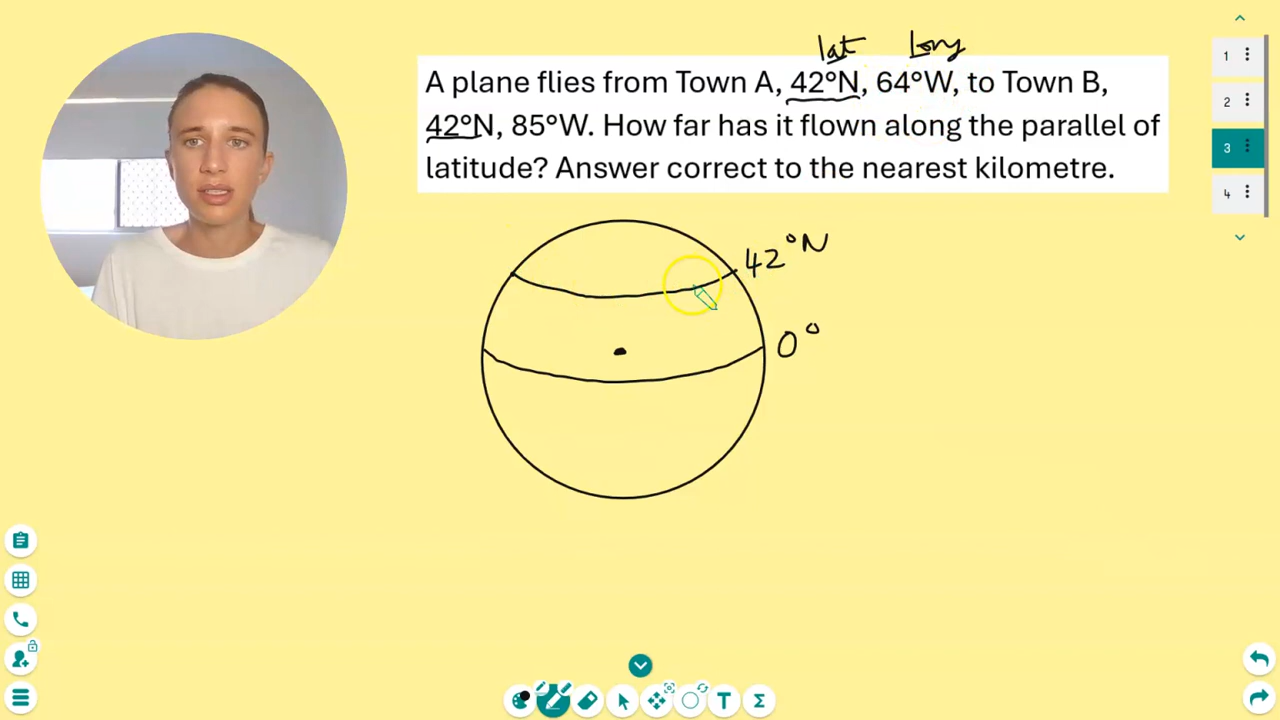 lat long
A plane flies from Town A, 42°N, 64°W, to Town B,
42°N, 85°W. How far has it flown along the parallel of
latitude? Answer correct to the nearest kilometre.
42°N
0°
1
2
3
4
T
Σ